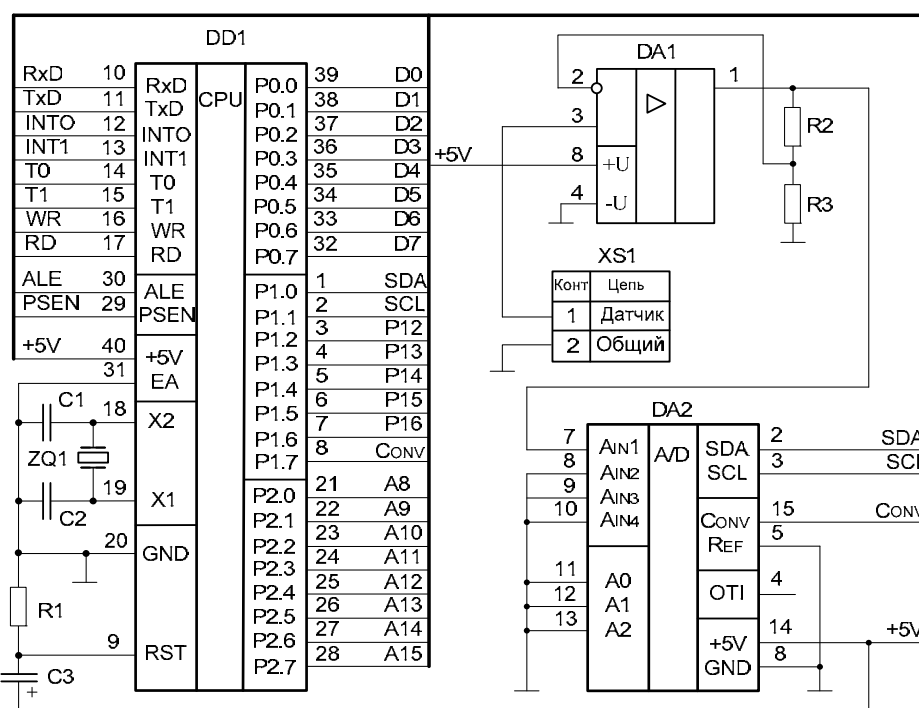 DD1
RxD 10 RxD CPU P0.0 39 D0
TxD 11 TxD P0.1 38 D1
INTO 12 INTO P0.2 37 D2
INT1 13 INT1 P0.3 36 D3
T0 14 T0 P0.4 35 D4
T1 15 T1 P0.5 34 D5
WR 16 WR P0.6 33 D6
RD 17 RD P0.7 32 D7
ALE 30 ALE P1.0 1 SDA
PSEN 29 PSEN P1.1 2 SCL
P1.2 3 P12
+5V 40 +5V P1.3 4 P13
31 EA P1.4 5 P14
C1 18 X2 P1.5 6 P15
P1.6 7 P16
ZQ1 P1.7 8 CONV
19 X1 P2.0 21 A8
C2 P2.1 22 A9
P2.2 23 A10
20 GND P2.3 24 A11
P2.4 25 A12
R1 P2.5 26 A13
P2.6 27 A14
9 RST P2.7 28 A15
C3 +
DA1
2 1
3 R2
+5V 8 +U
4 -U R3
XS1
Конт Цепь
1 Датчик
2 Общий
DA2
7 AIN1 A/D SDA 2 SDA
8 AIN2 SCL 3 SCL
9 AIN3
10 AIN4 CONV 15 CONV
REF 5
11 A0 OTI 4
12 A1
13 A2 +5V 14 +5V
GND 8